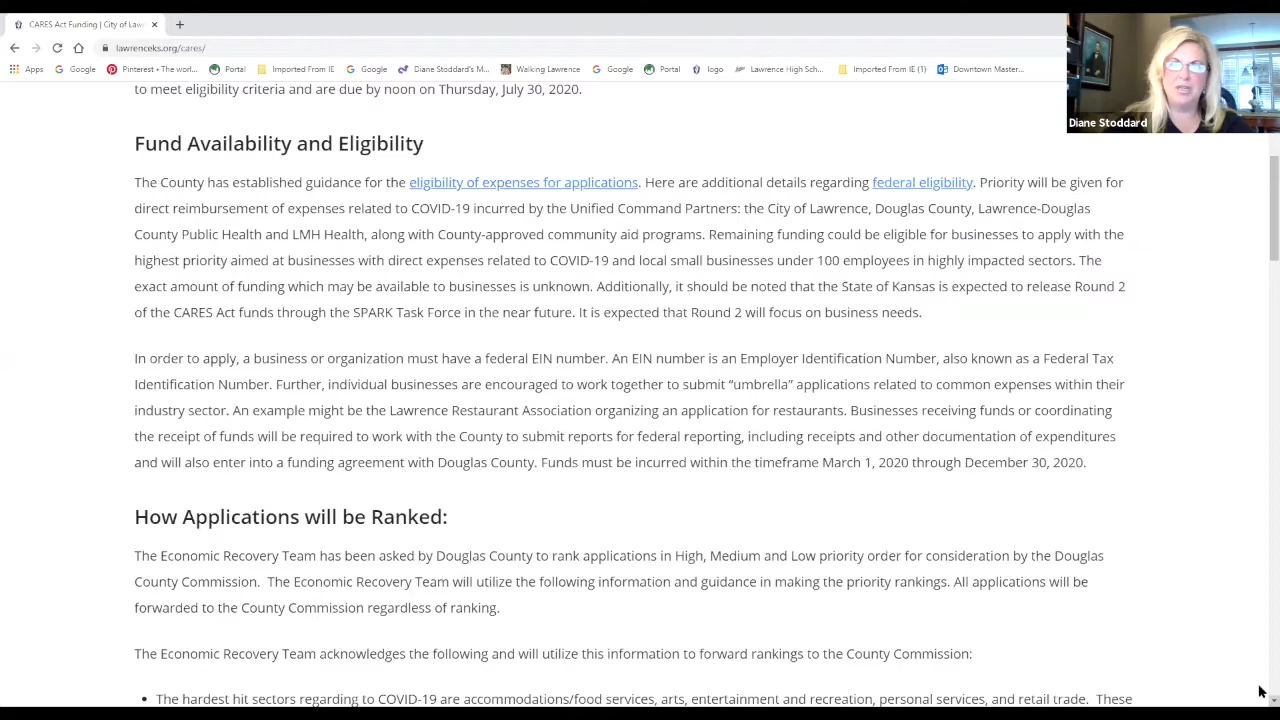 CARES Act Funding | City of Law
lawrenceks.org/cares/
Apps Google Pinterest • The worl... Portal Imported From IE Google Diane Stoddard's M... Walking Lawrence Google Portal logo Lawrence High Sch... Imported From IE (1) Downtown Master...
Diane Stoddard
to meet eligibility criteria and are due by noon on Thursday, July 30, 2020.
Fund Availability and Eligibility
The County has established guidance for the eligibility of expenses for applications. Here are additional details regarding federal eligibility. Priority will be given for
direct reimbursement of expenses related to COVID-19 incurred by the Unified Command Partners: the City of Lawrence, Douglas County, Lawrence-Douglas
County Public Health and LMH Health, along with County-approved community aid programs. Remaining funding could be eligible for businesses to apply with the
highest priority aimed at businesses with direct expenses related to COVID-19 and local small businesses under 100 employees in highly impacted sectors. The
exact amount of funding which may be available to businesses is unknown. Additionally, it should be noted that the State of Kansas is expected to release Round 2
of the CARES Act funds through the SPARK Task Force in the near future. It is expected that Round 2 will focus on business needs.
In order to apply, a business or organization must have a federal EIN number. An EIN number is an Employer Identification Number, also known as a Federal Tax
Identification Number. Further, individual businesses are encouraged to work together to submit “umbrella” applications related to common expenses within their
industry sector. An example might be the Lawrence Restaurant Association organizing an application for restaurants. Businesses receiving funds or coordinating
the receipt of funds will be required to work with the County to submit reports for federal reporting, including receipts and other documentation of expenditures
and will also enter into a funding agreement with Douglas County. Funds must be incurred within the timeframe March 1, 2020 through December 30, 2020.
How Applications will be Ranked:
The Economic Recovery Team has been asked by Douglas County to rank applications in High, Medium and Low priority order for consideration by the Douglas
County Commission. The Economic Recovery Team will utilize the following information and guidance in making the priority rankings. All applications will be
forwarded to the County Commission regardless of ranking.
The Economic Recovery Team acknowledges the following and will utilize this information to forward rankings to the County Commission:
• The hardest hit sectors regarding to COVID-19 are accommodations/food services, arts, entertainment and recreation, personal services, and retail trade. These